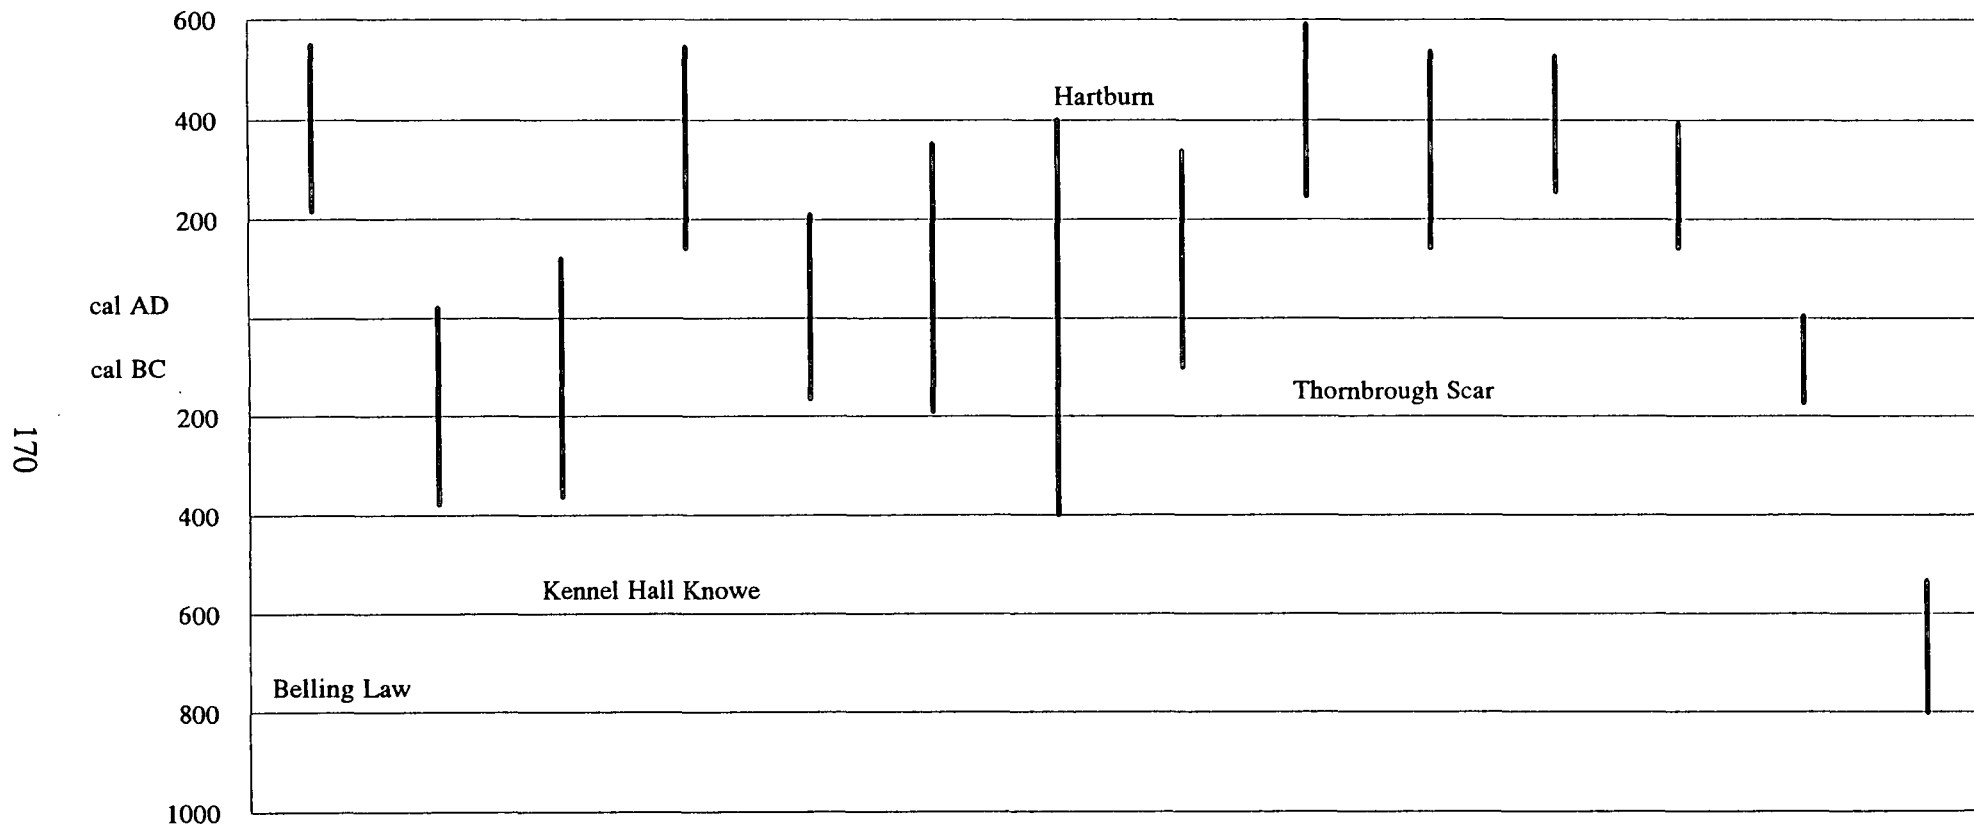 600
Hartburn
400
200
cal AD
cal BC
Thornbrough Scar
200
170
400
Kennel Hall Knowe
600
Belling Law
800
1000